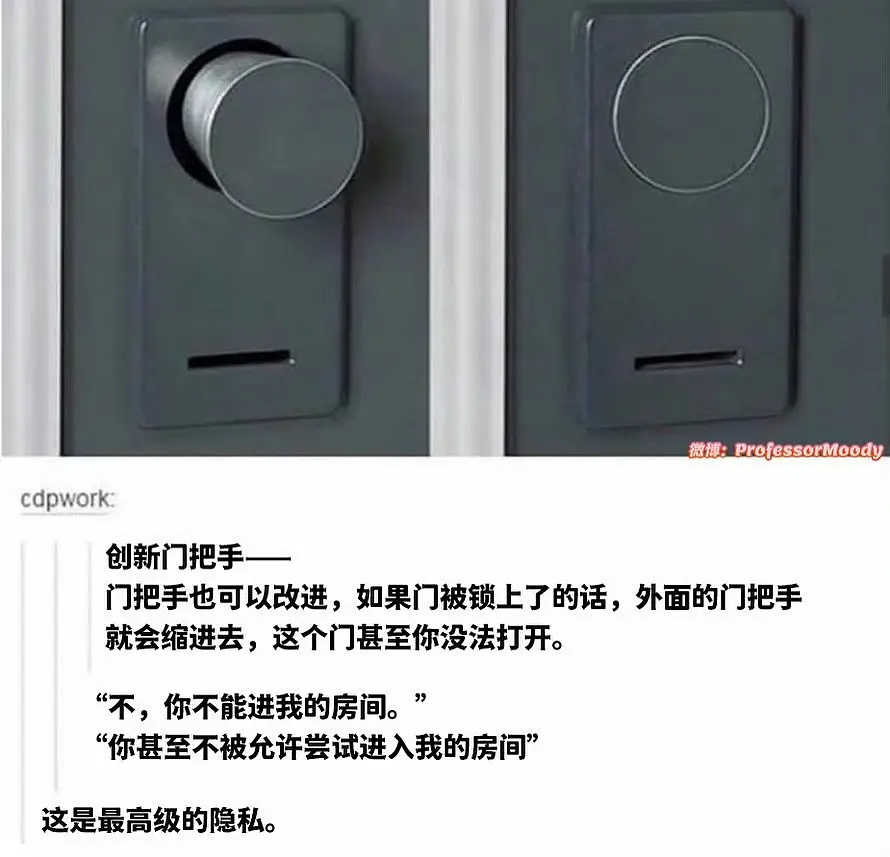 微博：ProfessorMoody
cdpwork:
创新门把手——
门把手也可以改进，如果门被锁上了的话，外面的门把手
就会缩进去，这个门甚至你没法打开。
“不，你不能进我的房间。”
“你甚至不被允许尝试进入我的房间”
这是最高级的隐私。